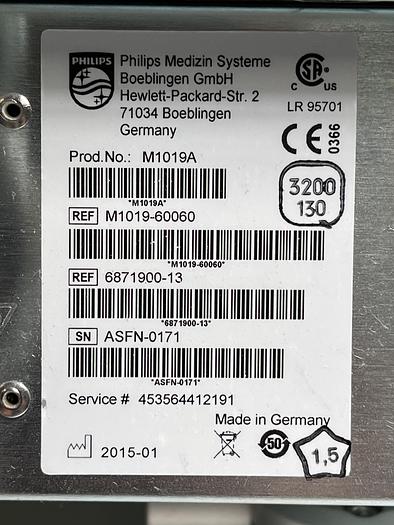 PHILIPS
Philips Medizin Systeme
Boeblingen GmbH
Hewlett-Packard-Str. 2
71034 Boeblingen
Germany
CSA
C US
LR 95701
CE 0366
Prod.No.: M1019A
*M1019A*
3200
130
REF M1019-60060
*M1019-60060*
REF 6871900-13
*6871900-13*
SN ASFN-0171
*ASFN-0171*
Service # 453564412191
Made in Germany
2015-01
50
1,5